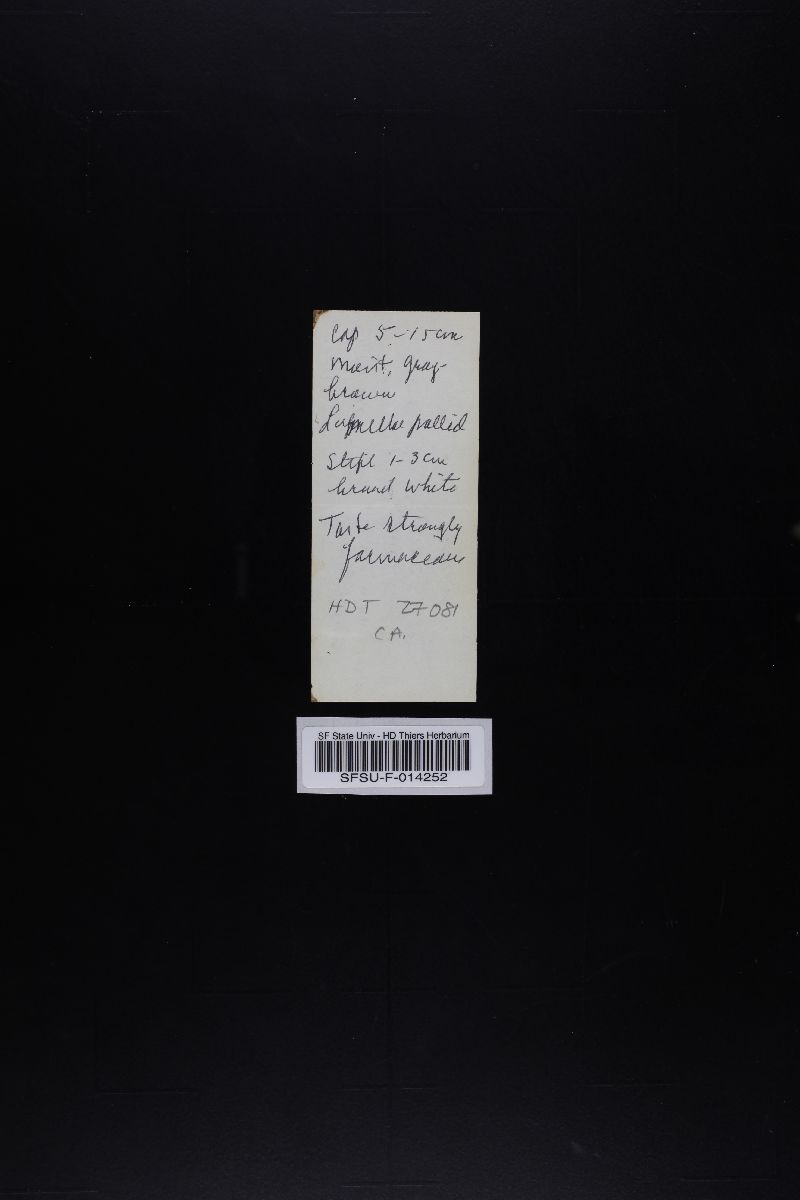 Cap 5-15 cm
Moist, gray-
brown
Lamellae pallid
Stipe 1-3 cm
broad, white
Taste strongly
farinaceous
HDT 27081
CA.
SF State Univ - HD Thiers Herbarium
SFSU-F-014252